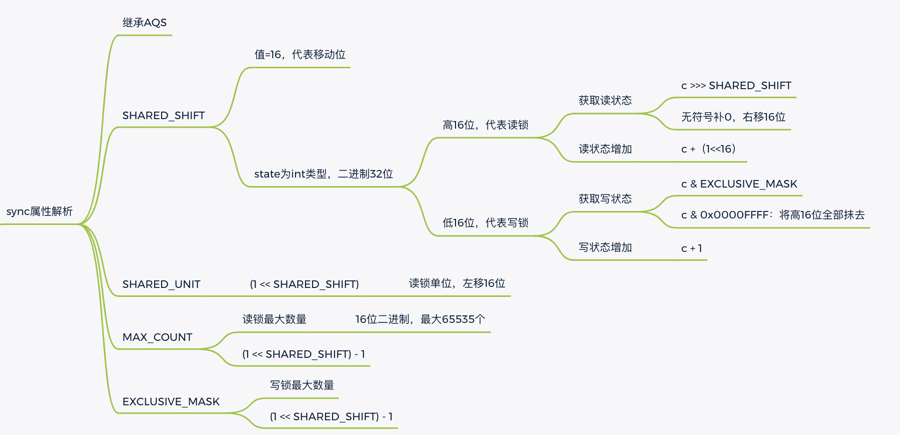 sync属性解析
继承AQS
SHARED_SHIFT
值=16，代表移动位
state为int类型，二进制32位
高16位，代表读锁
获取读状态
c >>> SHARED_SHIFT
无符号补0，右移16位
读状态增加
c +（1<<16）
低16位，代表写锁
获取写状态
c & EXCLUSIVE_MASK
c & 0x0000FFFF：将高16位全部抹去
写状态增加
c + 1
SHARED_UNIT
(1 << SHARED_SHIFT)
读锁单位，左移16位
MAX_COUNT
读锁最大数量
16位二进制，最大65535个
(1 << SHARED_SHIFT) - 1
EXCLUSIVE_MASK
写锁最大数量
(1 << SHARED_SHIFT) - 1